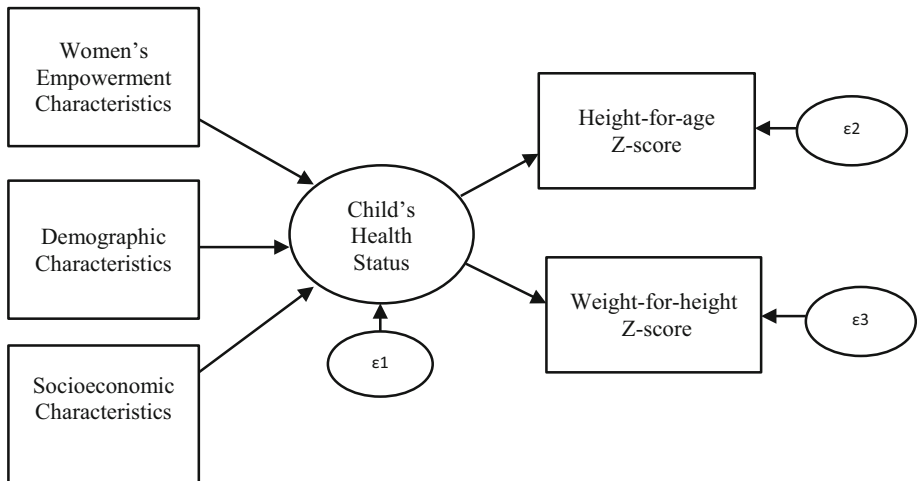 Women's
Empowerment
Characteristics
Demographic
Characteristics
Socioeconomic
Characteristics
Child's
Health
Status
ε1
Height-for-age
Z-score
ε2
Weight-for-height
Z-score
ε3